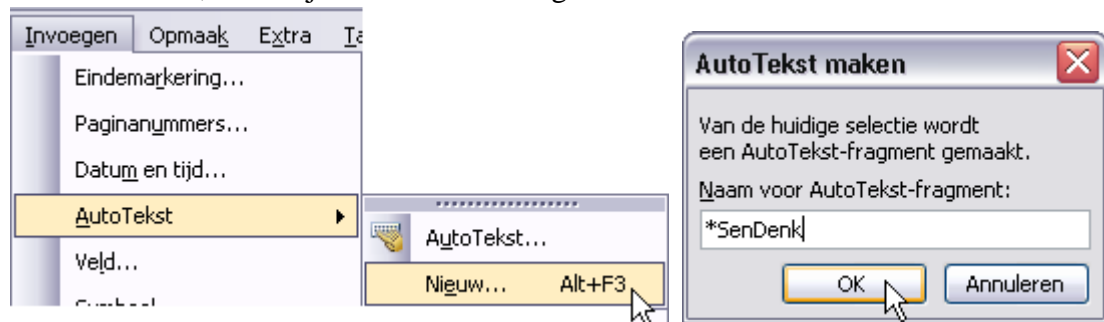 Invoegen Opmaak Extra
Eindemarkering...
Paginanummers...
Datum en tijd...
AutoTekst
Veld...
AutoTekst...
Nieuw... Alt+F3
AutoTekst maken
Van de huidige selectie wordt
een AutoTekst-fragment gemaakt.
Naam voor AutoTekst-fragment:
*SenDenk
OK Annuleren